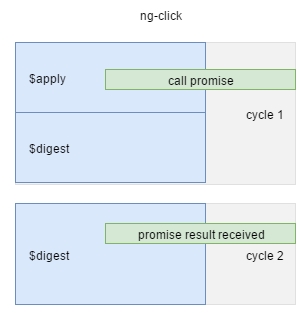 ng-click
$apply
call promise
cycle 1
$digest
promise result received
$digest
cycle 2